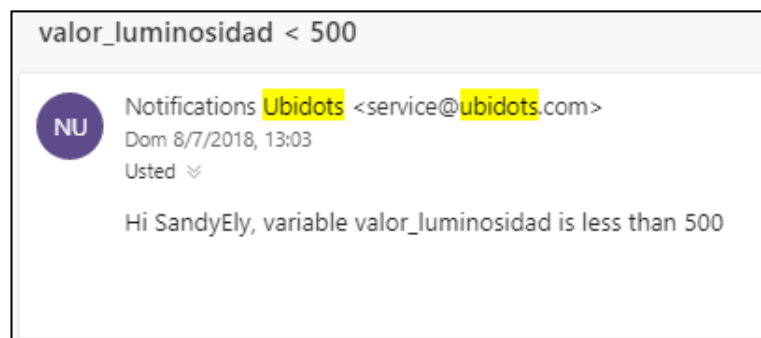 valor_luminosidad < 500
NU
Notifications Ubidots <service@ubidots.com>
Dom 8/7/2018, 13:03
Usted
Hi SandyEly, variable valor_luminosidad is less than 500